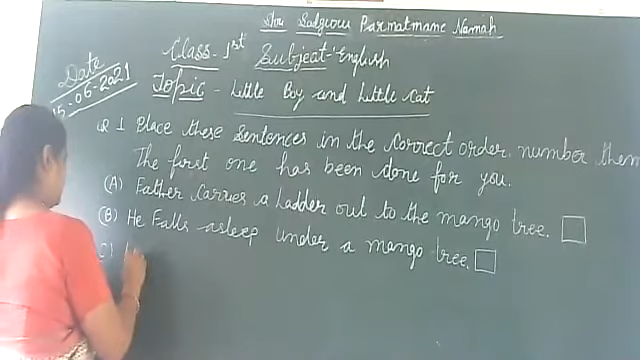 Shri Sadgurav Parmatmane Namah
Class-1st Subject-English
Date
15-06-2021
Topic - Little Boy and Little Cat
Q 1 Place these sentences in the correct order. number them
The first one has been done for you.
(A) Father carries a ladder out to the mango tree.
(B) He Falls asleep under a mango tree.
(C)